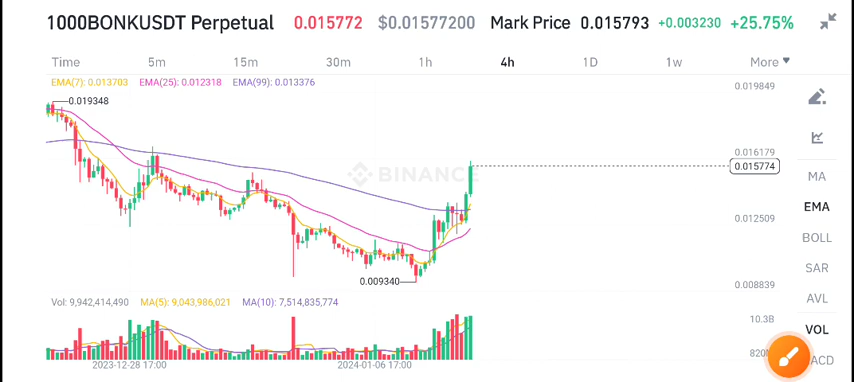 1000BONKUSDT Perpetual 0.015772 $0.01577200 Mark Price 0.015793 +0.003230 +25.75%
Time 5m 15m 30m 1h 4h 1D 1w More
EMA(7): 0.013703 EMA(25): 0.012318 EMA(99): 0.013376
0.019849
0.019348
0.016179
0.015774
BINANCE
MA
EMA
0.012509
BOLL
SAR
0.009340
0.008839
AVL
Vol: 9,942,414,490 MA(5): 9,043,986,021 MA(10): 7,514,835,774
10.3B
VOL
2023-12-28 17:00 2024-01-06 17:00